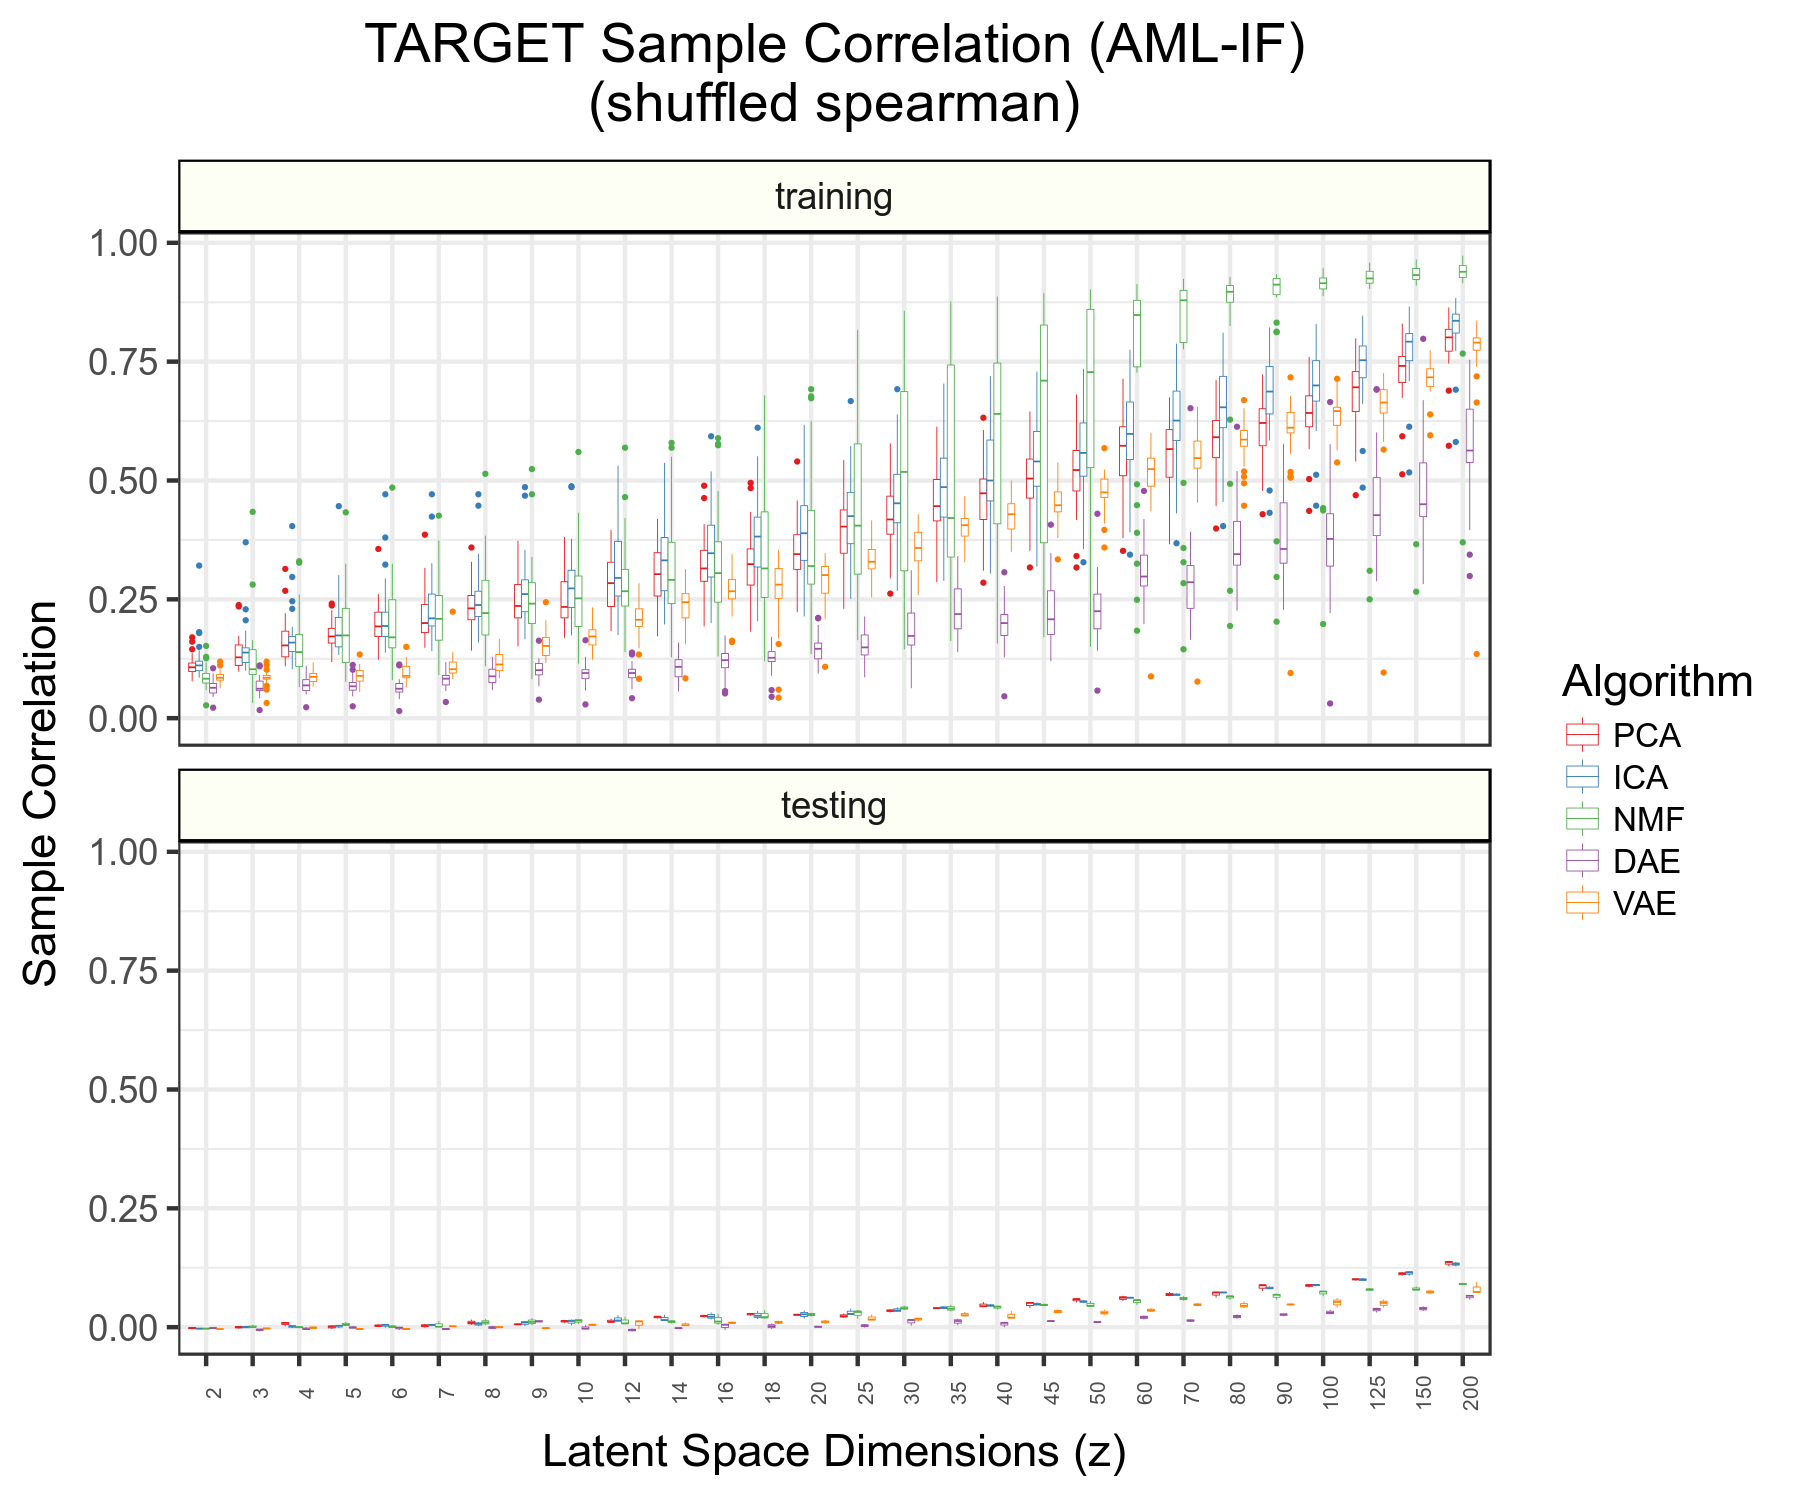 TARGET Sample Correlation (AML-IF)
(shuffled spearman)
training
1.00
0.75
0.50
0.25
0.00
testing
1.00
0.75
0.50
0.25
0.00
Sample Correlation
2 3 4 5 6 7 8 9 10 12 14 16 18 20 25 30 35 40 45 50 60 70 80 90 100 125 150 200
Latent Space Dimensions (z)
Algorithm
PCA
ICA
NMF
DAE
VAE